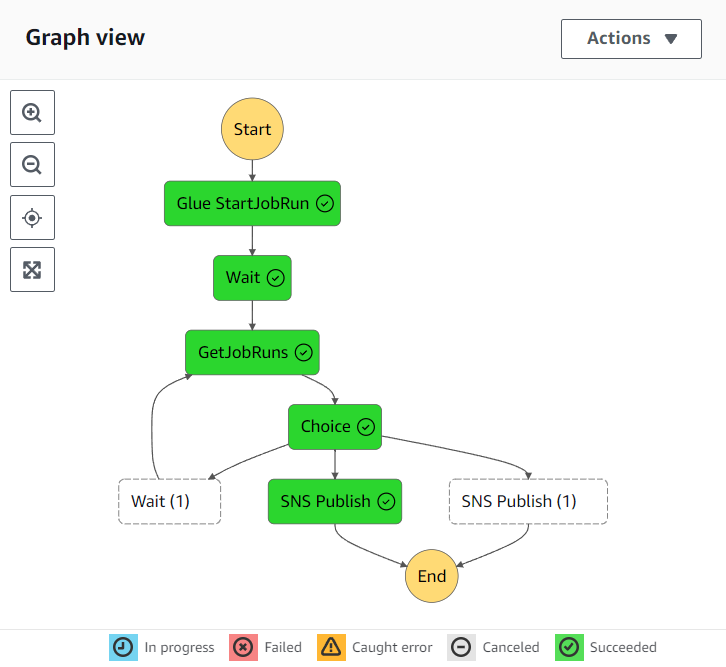 Graph view
Actions
Start
Glue StartJobRun
Wait
GetJobRuns
Choice
Wait (1)
SNS Publish
SNS Publish (1)
End
In progress
Failed
Caught error
Canceled
Succeeded